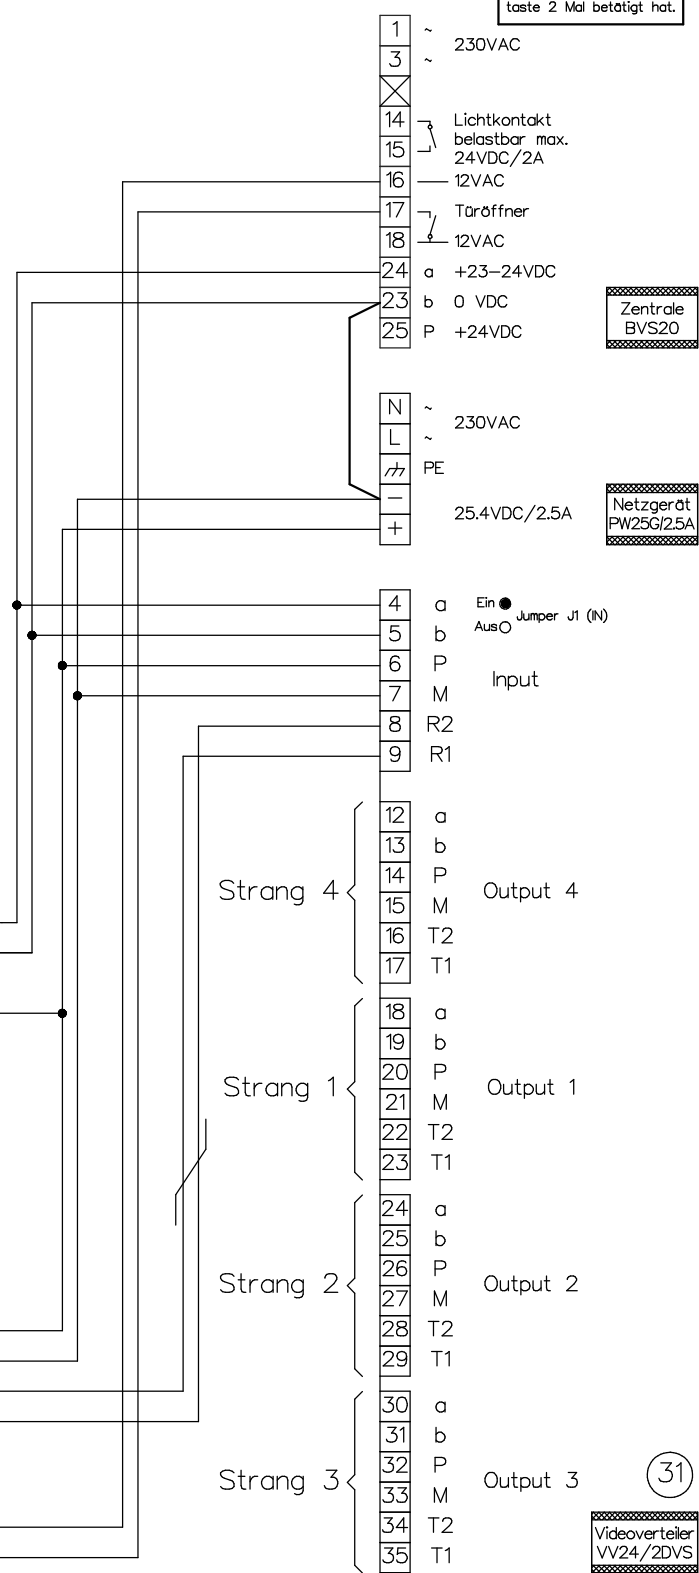 taste 2 Mal betätigt hat.
1 ~
230VAC
3 ~
14 Lichtkontakt
belastbar max.
15 24VDC/2A
16 12VAC
17 Türöffner
18 12VAC
24 a +23-24VDC
23 b 0 VDC
25 P +24VDC
Zentrale
BVS20
N ~
230VAC
L ~
PE
-
25.4VDC/2.5A
+
Netzgerät
PW25G/2.5A
4 a Ein
Jumper J1 (IN)
5 b Aus
6 P
Input
7 M
8 R2
9 R1
12 a
13 b
14 P
Strang 4 Output 4
15 M
16 T2
17 T1
18 a
19 b
20 P
Strang 1 Output 1
21 M
22 T2
23 T1
24 a
25 b
26 P
Strang 2 Output 2
27 M
28 T2
29 T1
30 a
31 b
32 P
31
Strang 3 Output 3
33 M
34 T2
35 T1
Videoverteiler
VV24/2DVS